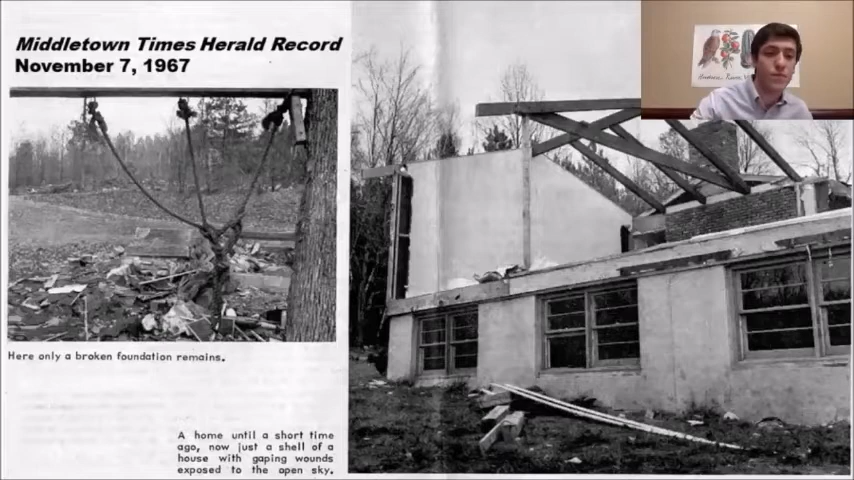 Middletown Times Herald Record
November 7, 1967
Here only a broken foundation remains.
A home until a short time
ago, now just a shell of a
house with gaping wounds
exposed to the open sky.